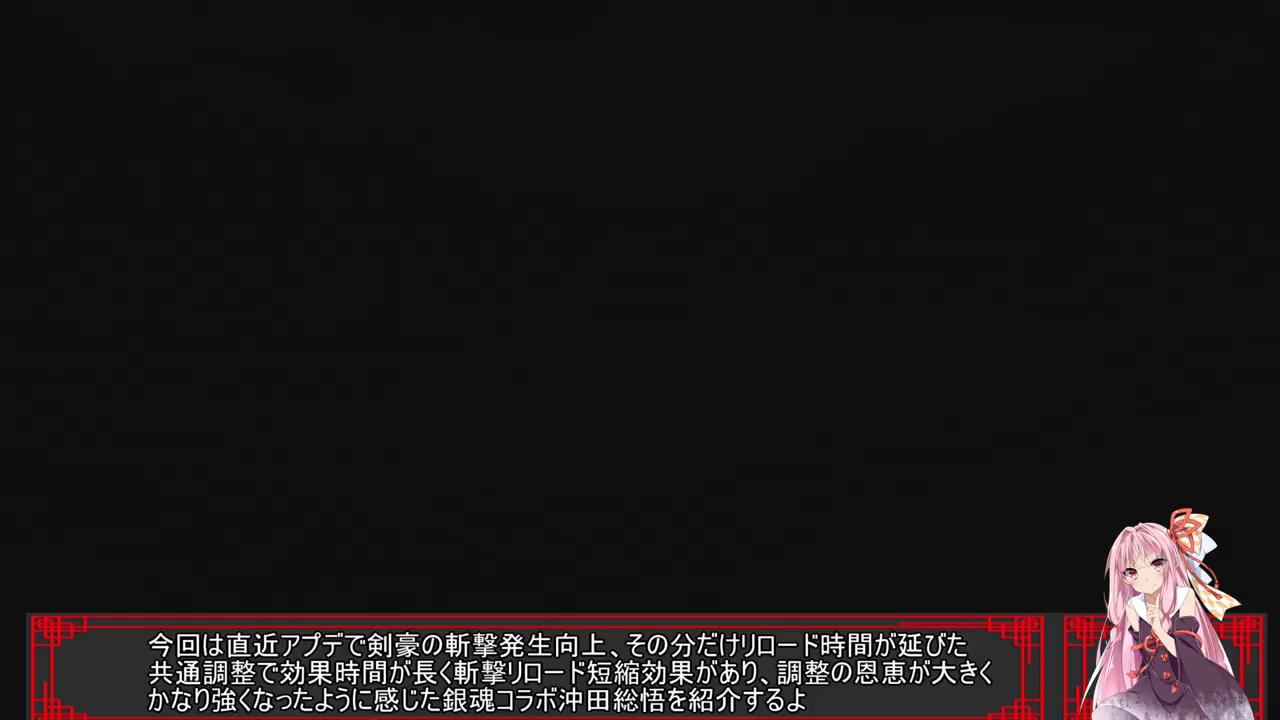 今回は直近アプデで剣豪の斬撃発生向上、その分だけリロード時間が延びた
共通調整で効果時間が長く斬撃リロード短縮効果があり、調整の恩恵が大きく
かなり強くなったように感じた銀魂コラボ沖田総悟を紹介するよ